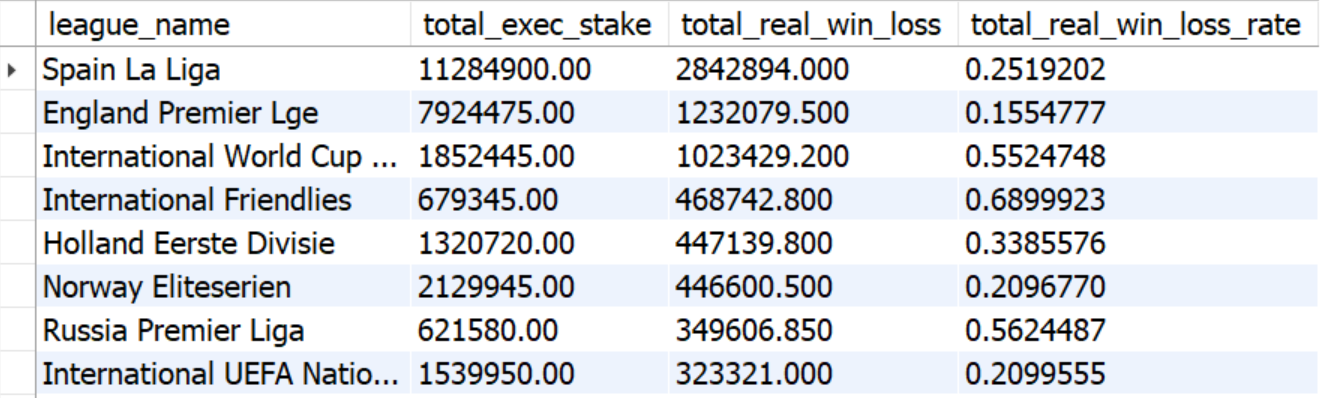 league_name total_exec_stake total_real_win_loss total_real_win_loss_rate
Spain La Liga 11284900.00 2842894.000 0.2519202
England Premier Lge 7924475.00 1232079.500 0.1554777
International World Cup ... 1852445.00 1023429.200 0.5524748
International Friendlies 679345.00 468742.800 0.6899923
Holland Eerste Divisie 1320720.00 447139.800 0.3385576
Norway Eliteserien 2129945.00 446600.500 0.2096770
Russia Premier Liga 621580.00 349606.850 0.5624487
International UEFA Natio... 1539950.00 323321.000 0.2099555